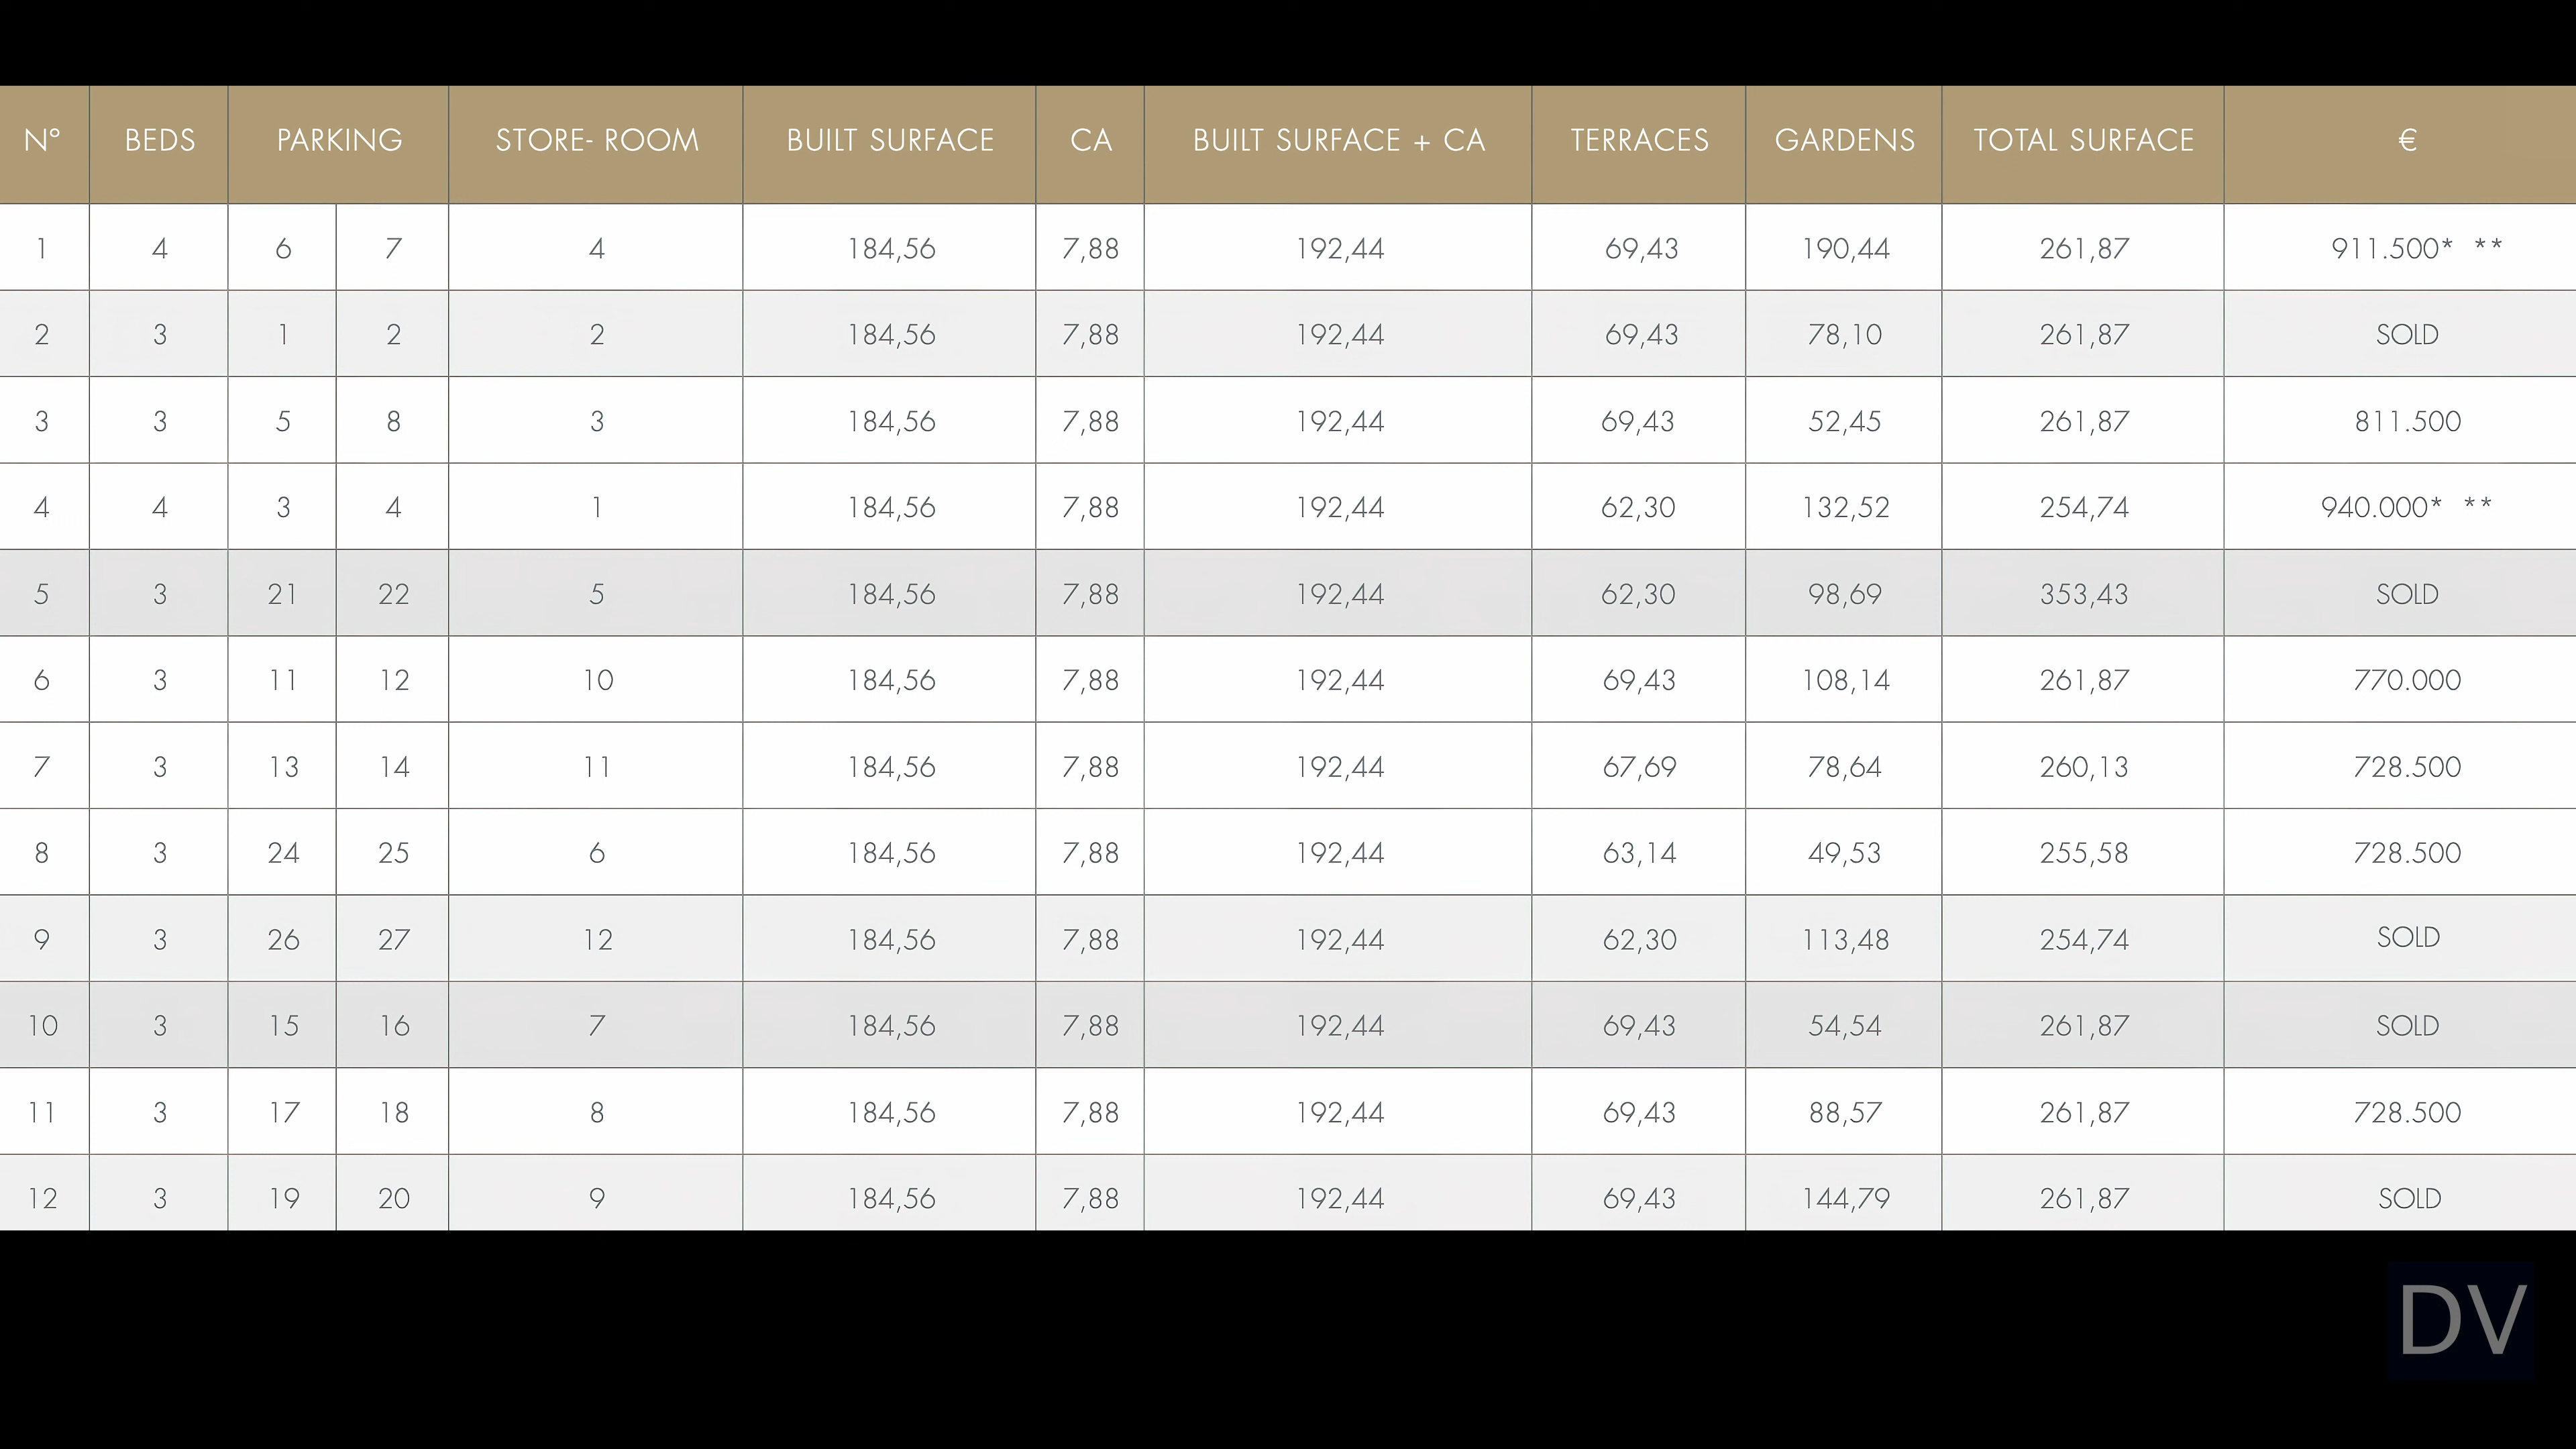 N° BEDS PARKING STORE- ROOM BUILT SURFACE CA BUILT SURFACE + CA TERRACES GARDENS TOTAL SURFACE €
1 4 6 7 4 184,56 7,88 192,44 69,43 190,44 261,87 911.500* **
2 3 1 2 2 184,56 7,88 192,44 69,43 78,10 261,87 SOLD
3 3 5 8 3 184,56 7,88 192,44 69,43 52,45 261,87 811.500
4 4 3 4 1 184,56 7,88 192,44 62,30 132,52 254,74 940.000* **
5 3 21 22 5 184,56 7,88 192,44 62,30 98,69 353,43 SOLD
6 3 11 12 10 184,56 7,88 192,44 69,43 108,14 261,87 770.000
7 3 13 14 11 184,56 7,88 192,44 67,69 78,64 260,13 728.500
8 3 24 25 6 184,56 7,88 192,44 63,14 49,53 255,58 728.500
9 3 26 27 12 184,56 7,88 192,44 62,30 113,48 254,74 SOLD
10 3 15 16 7 184,56 7,88 192,44 69,43 54,54 261,87 SOLD
11 3 17 18 8 184,56 7,88 192,44 69,43 88,57 261,87 728.500
12 3 19 20 9 184,56 7,88 192,44 69,43 144,79 261,87 SOLD
DV